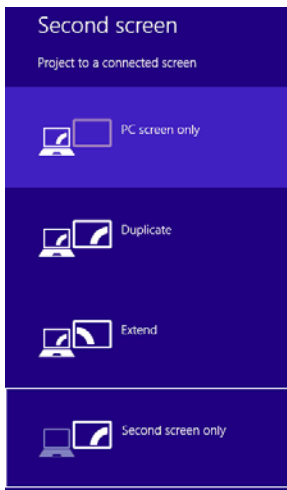 Second screen
Project to a connected screen
PC screen only
Duplicate
Extend
Second screen only